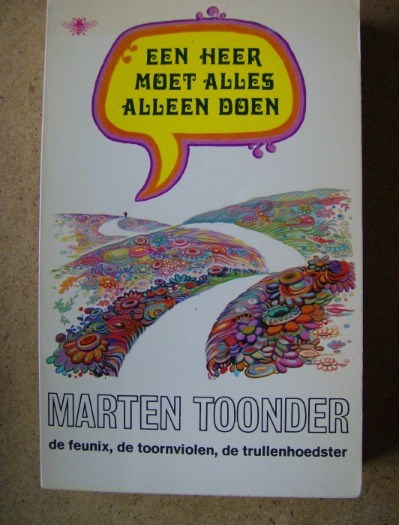 EEN HEER
MOET ALLES
ALLEEN DOEN
MARTEN TOONDER
de feunix, de toornviolen, de trullenhoedster